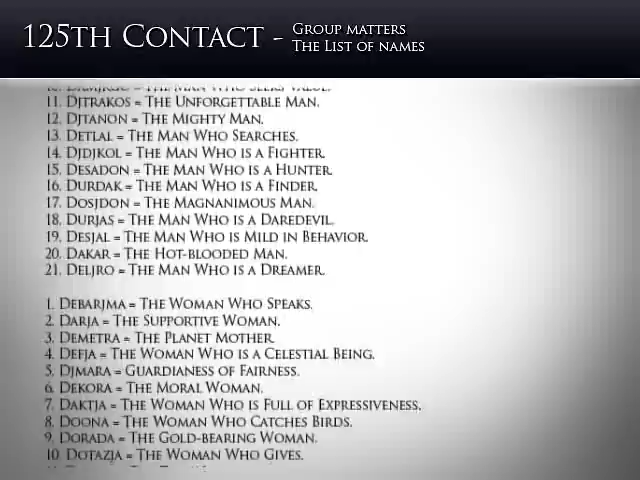 125th Contact - Group matters
The List of names
10. Damjrgo = The Man Who Seeks Value.
11. Djtrakos = The Unforgettable Man.
12. Djtanon = The Mighty Man.
13. Detlal = The Man Who Searches.
14. Djdjkol = The Man Who is a Fighter.
15. Desadon = The Man Who is a Hunter.
16. Durdak = The Man Who is a Finder.
17. Dosjdon = The Magnanimous Man.
18. Durjas = The Man Who is a Daredevil.
19. Desjal = The Man Who is Mild in Behavior.
20. Dakar = The Hot-blooded Man.
21. Deljro = The Man Who is a Dreamer.
1. Debarjma = The Woman Who Speaks.
2. Darja = The Supportive Woman.
3. Demetra = The Planet Mother.
4. Defja = The Woman Who is a Celestial Being.
5. Djmara = Guardianess of Fairness.
6. Dekora = The Moral Woman.
7. Daktja = The Woman Who is Full of Expressiveness.
8. Doona = The Woman Who Catches Birds.
9. Dorada = The Gold-bearing Woman.
10. Dotazja = The Woman Who Gives.